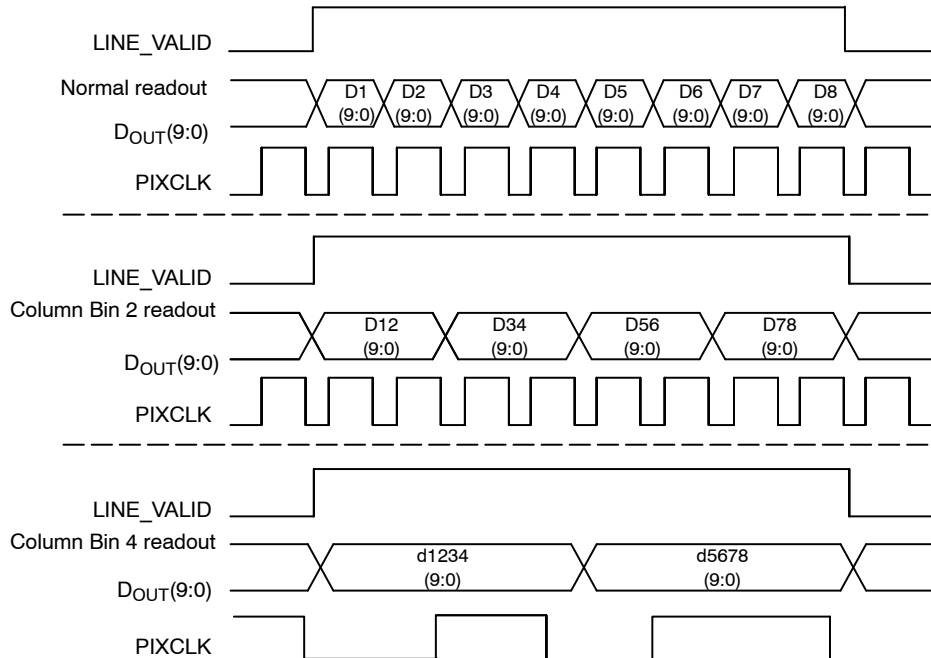 LINE_VALID
Normal readout
D1 D2 D3 D4 D5 D6 D7 D8
(9:0) (9:0) (9:0) (9:0) (9:0) (9:0) (9:0) (9:0)
DOUT(9:0)
PIXCLK
LINE_VALID
Column Bin 2 readout
D12 D34 D56 D78
(9:0) (9:0) (9:0) (9:0)
DOUT(9:0)
PIXCLK
LINE_VALID
Column Bin 4 readout
d1234 d5678
(9:0) (9:0)
DOUT(9:0)
PIXCLK